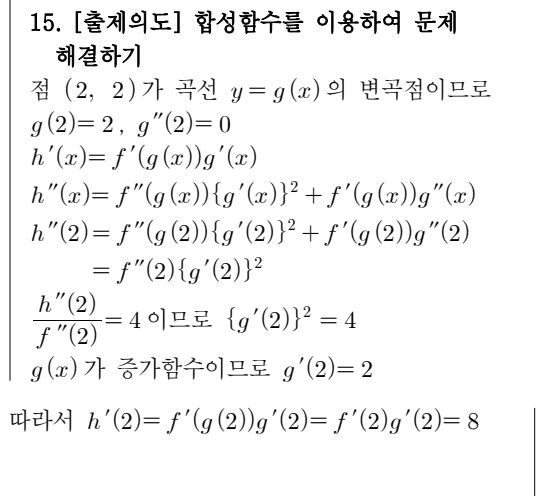 15. [출제의도] 합성함수를 이용하여 문제
해결하기
점 (2, 2)가 곡선 y=g(x)의 변곡점이므로
g(2)=2, g″(2)=0
h′(x)=f′(g(x))g′(x)
h″(x)=f″(g(x)){g′(x)}²+f′(g(x))g″(x)
h″(2)=f″(g(2)){g′(2)}²+f′(g(2))g″(2)
=f″(2){g′(2)}²
h″(2)/f″(2)=4이므로 {g′(2)}²=4
g(x)가 증가함수이므로 g′(2)=2
따라서 h′(2)=f′(g(2))g′(2)=f′(2)g′(2)=8